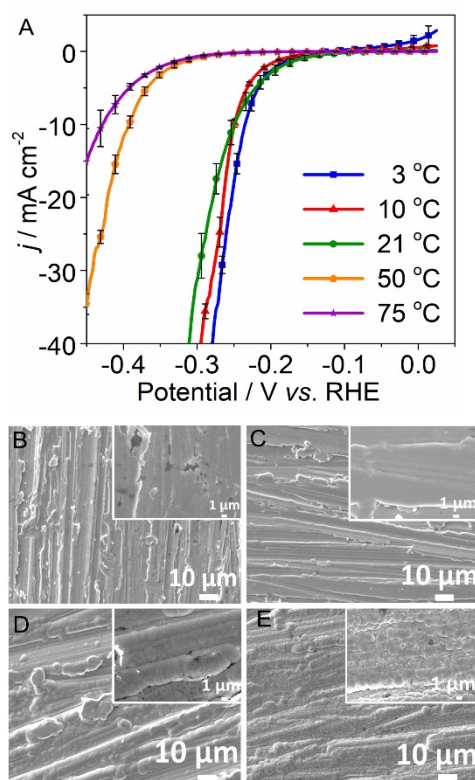 A
0
-10
-20
-30
-40
j / mA cm⁻²
3 °C
10 °C
21 °C
50 °C
75 °C
-0.4 -0.3 -0.2 -0.1 0.0
Potential / V vs. RHE
B
1 µm
10 µm
C
1 µm
10 µm
D
1 µm
10 µm
E
1 µm
10 µm